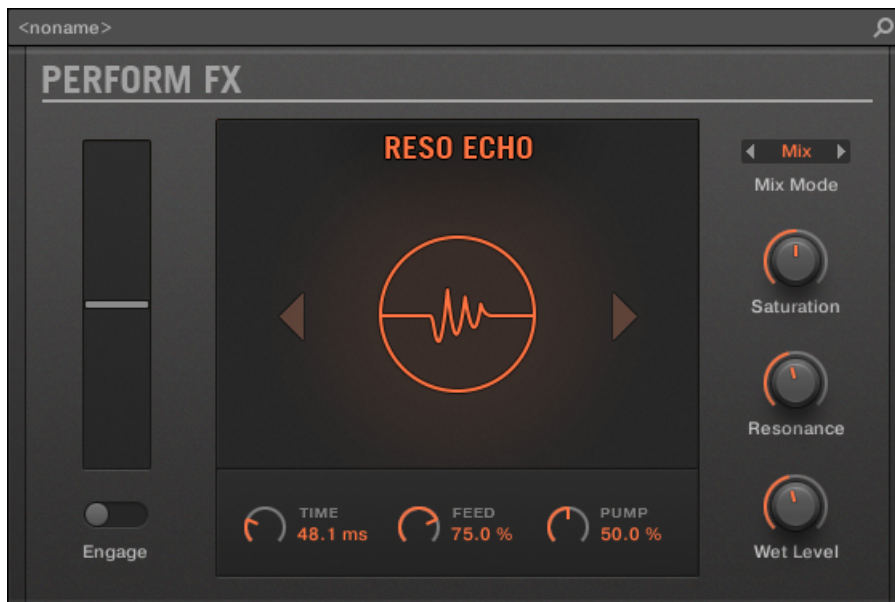 <noname>
PERFORM FX
RESO ECHO
Mix
Mix Mode
Saturation
Resonance
Wet Level
TIME
48.1 ms
FEED
75.0 %
PUMP
50.0 %
Engage